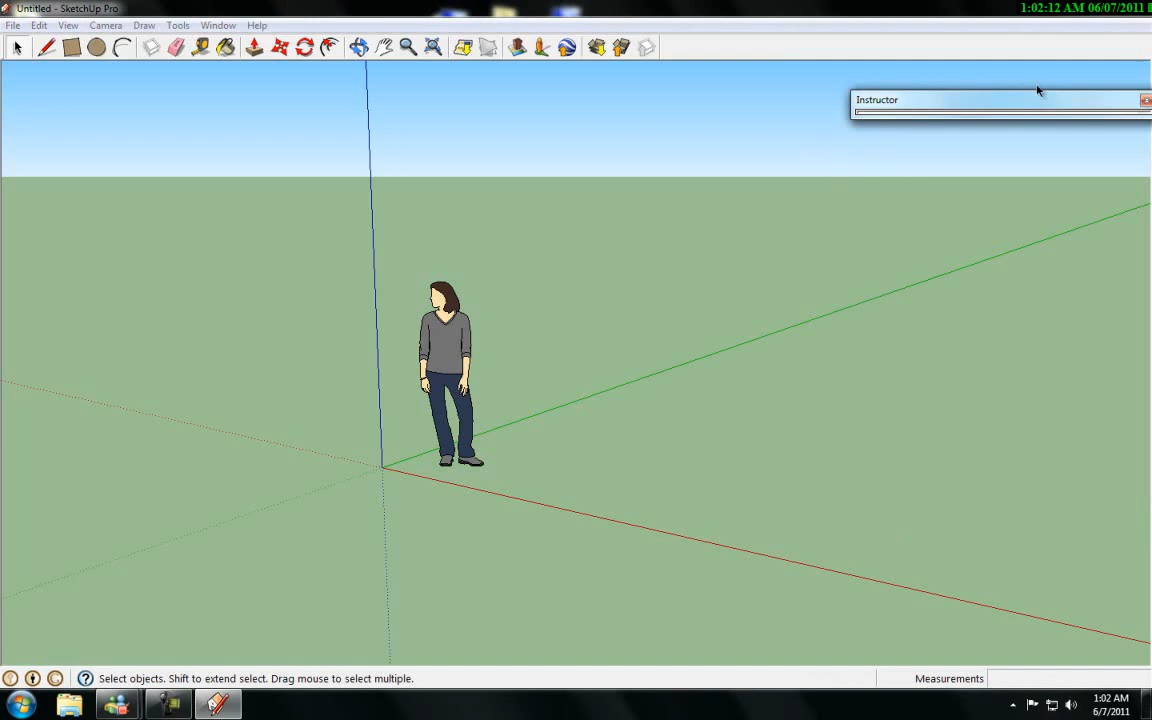 Untitled - SketchUp Pro
1:02:12 AM 06/07/2011
File Edit View Camera Draw Tools Window Help
Instructor
Select objects. Shift to extend select. Drag mouse to select multiple.
Measurements
1:02 AM
6/7/2011